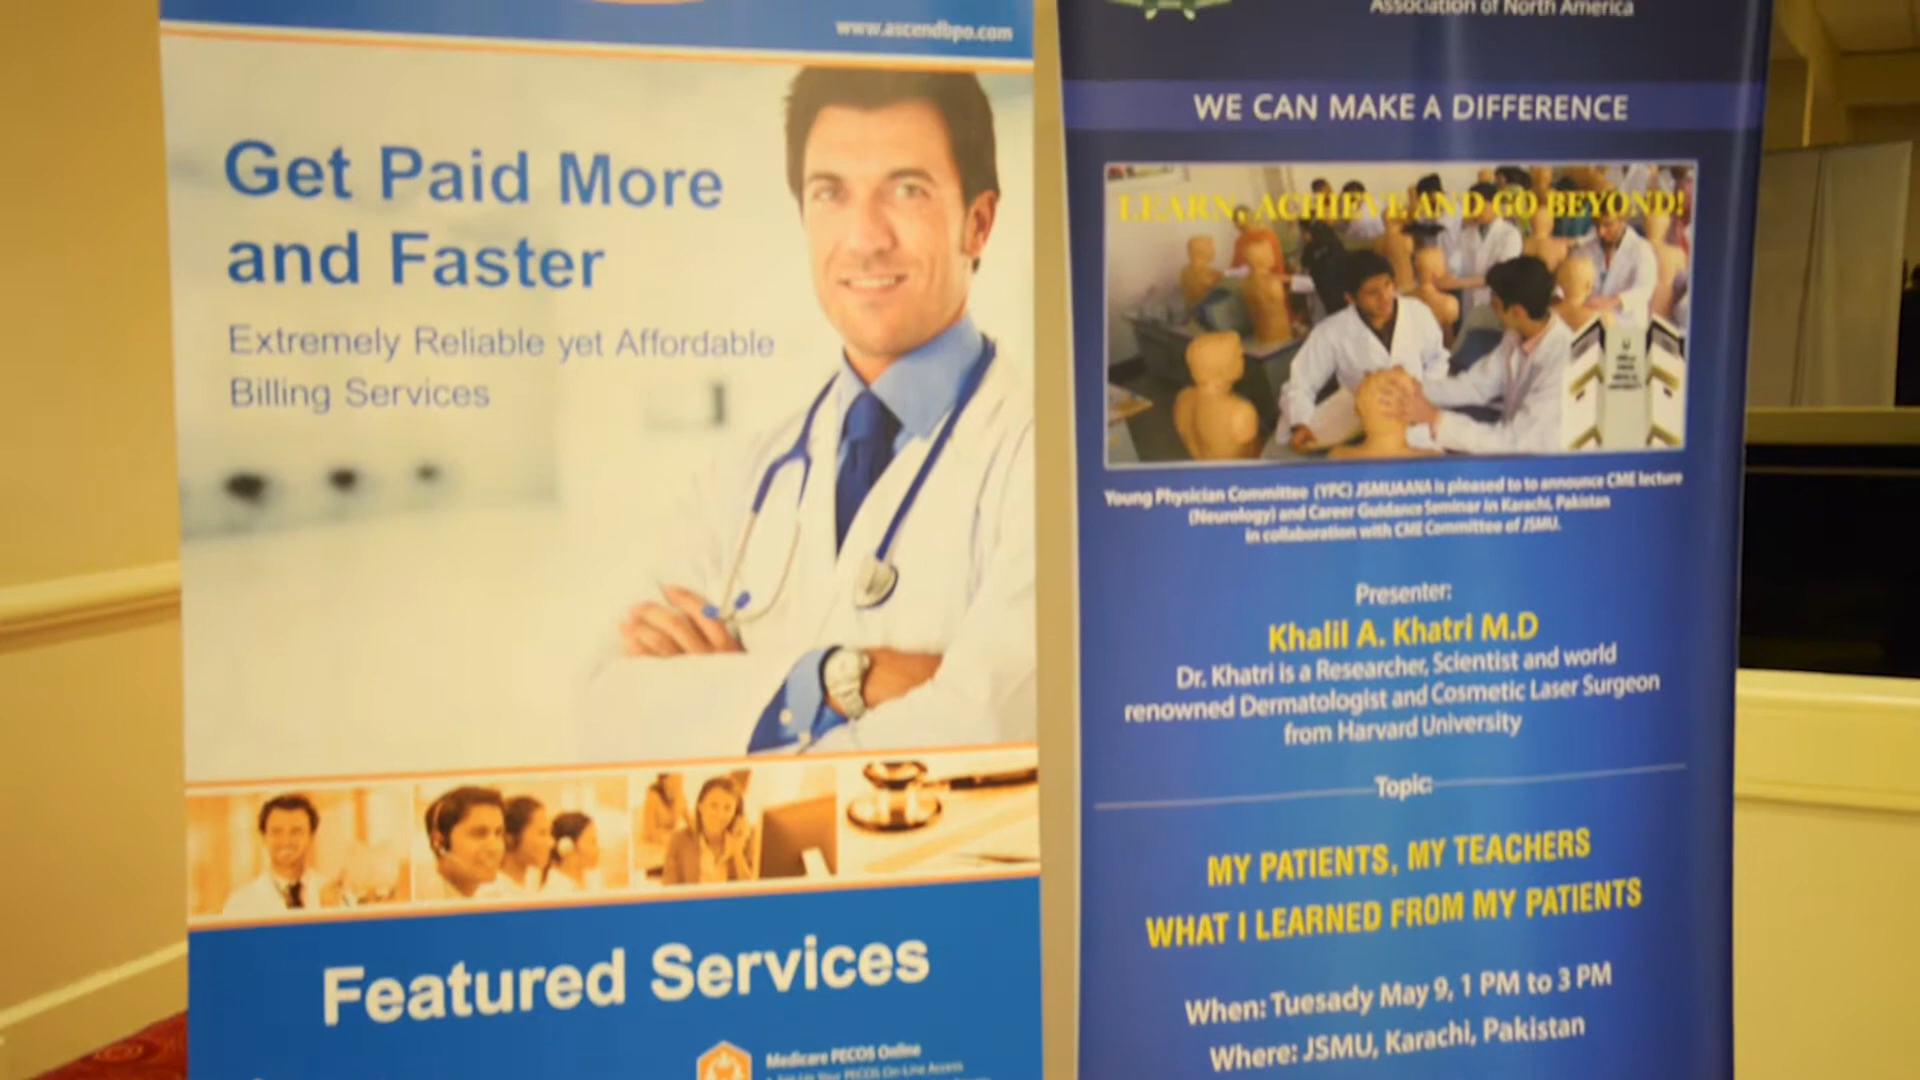 www.ascendbpo.com
Get Paid More
and Faster
Extremely Reliable yet Affordable
Billing Services
Featured Services
Medicare PECOS Online
Association of North America
WE CAN MAKE A DIFFERENCE
LEARN, ACHIEVE AND GO BEYOND!
Young Physician Committee (YPC) JSMUAANA is pleased to to announce CME lecture
(Neurology) and Career Guidance Seminar in Karachi, Pakistan
in collaboration with CME Committee of JSMU.
Presenter:
Khalil A. Khatri M.D
Dr. Khatri is a Researcher, Scientist and world
renowned Dermatologist and Cosmetic Laser Surgeon
from Harvard University
Topic:
MY PATIENTS, MY TEACHERS
WHAT I LEARNED FROM MY PATIENTS
When: Tuesady May 9, 1 PM to 3 PM
Where: JSMU, Karachi, Pakistan